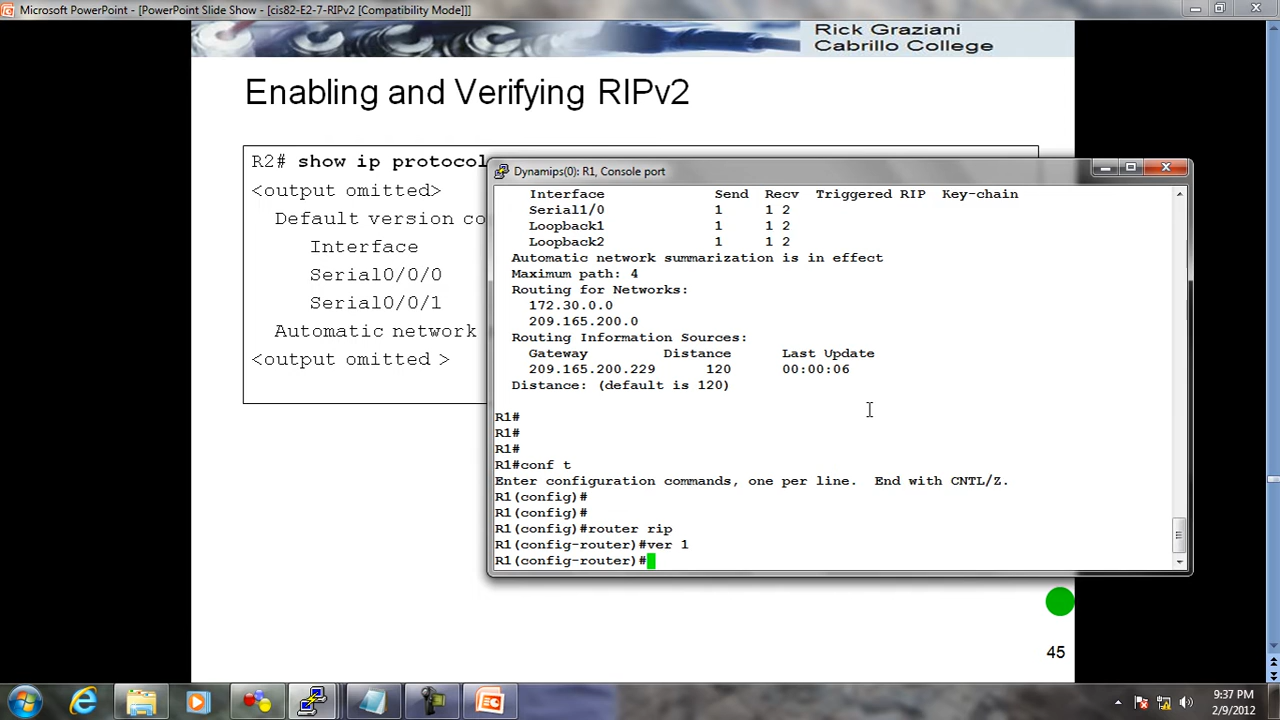 Microsoft PowerPoint - [PowerPoint Slide Show - [cis82-E2-7-RIPv2 [Compatibility Mode]]]
Rick Graziani
Cabrillo College
Enabling and Verifying RIPv2
R2# show ip protocol
<output omitted>
Default version co
Interface
Serial0/0/0
Serial0/0/1
Automatic network
<output omitted >
Dynamips(0): R1, Console port
Interface Send Recv Triggered RIP Key-chain
Serial1/0 1 1 2
Loopback1 1 1 2
Loopback2 1 1 2
Automatic network summarization is in effect
Maximum path: 4
Routing for Networks:
172.30.0.0
209.165.200.0
Routing Information Sources:
Gateway Distance Last Update
209.165.200.229 120 00:00:06
Distance: (default is 120)
R1#
R1#
R1#
R1#conf t
Enter configuration commands, one per line. End with CNTL/Z.
R1(config)#
R1(config)#
R1(config)#router rip
R1(config-router)#ver 1
R1(config-router)#
45
9:37 PM
2/9/2012